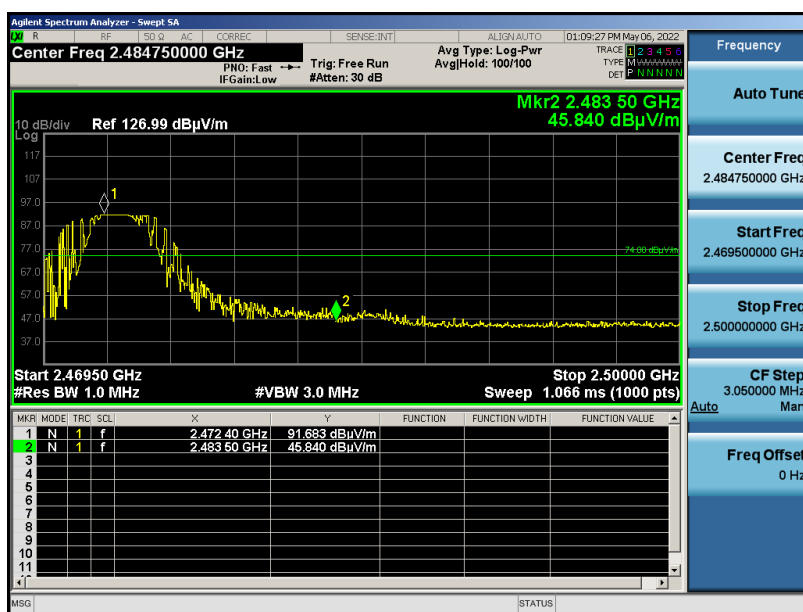 Agilent Spectrum Analyzer - Swept SA
LXI R RF 50 Ω AC CORREC SENSE:INT ALIGN AUTO 01:09:27 PM May 06, 2022
Center Freq 2.484750000 GHz
PNO: Fast
IFGain:Low
Trig: Free Run
#Atten: 30 dB
Avg Type: Log-Pwr
Avg|Hold: 100/100
TRACE 1 2 3 4 5 6
TYPE M
DET P N N N N N
Mkr2 2.483 50 GHz
45.840 dBµV/m
10 dB/div Ref 126.99 dBµV/m
Log
117
107
97.0
87.0
77.0
67.0
57.0
47.0
37.0
1
2
74.00 dBµV/m
Start 2.46950 GHz Stop 2.50000 GHz
#Res BW 1.0 MHz #VBW 3.0 MHz Sweep 1.066 ms (1000 pts)
MKR MODE TRC SCL X Y FUNCTION FUNCTION WIDTH FUNCTION VALUE
1 N 1 f 2.472 40 GHz 91.683 dBµV/m
2 N 1 f 2.483 50 GHz 45.840 dBµV/m
3
4
5
6
7
8
9
10
11
MSG STATUS
Frequency
Auto Tune
Center Freq
2.484750000 GHz
Start Freq
2.469500000 GHz
Stop Freq
2.500000000 GHz
CF Step
3.050000 MHz
Auto Man
Freq Offset
0 Hz